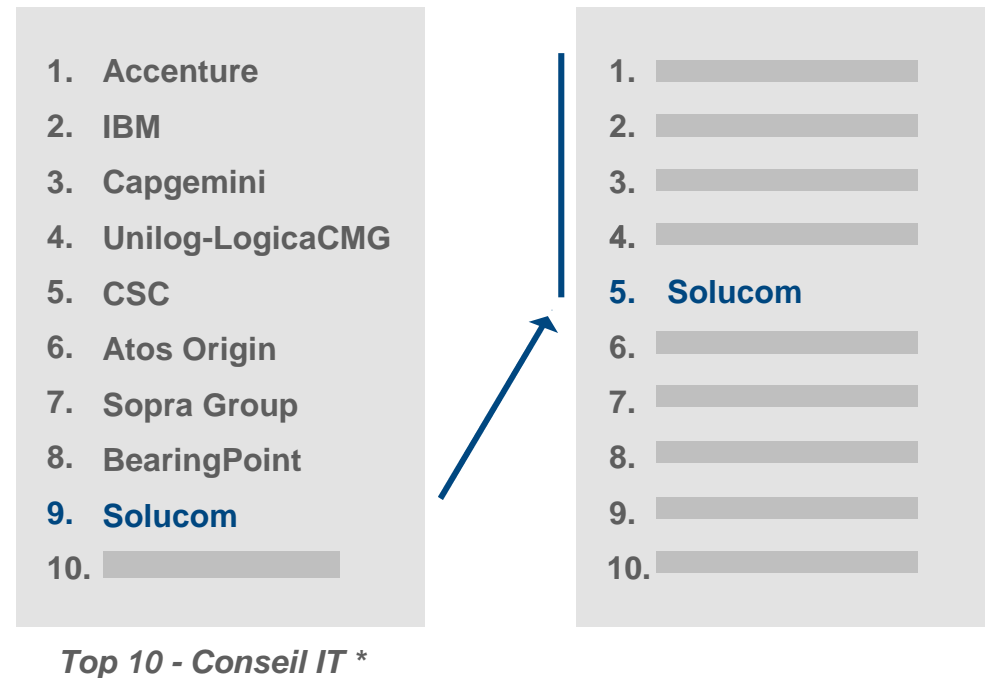 1. Accenture
2. IBM
3. Capgemini
4. Unilog-LogicaCMG
5. CSC
6. Atos Origin
7. Sopra Group
8. BearingPoint
9. Solucom
10.
Top 10 - Conseil IT *
1.
2.
3.
4.
5. Solucom
6.
7.
8.
9.
10.